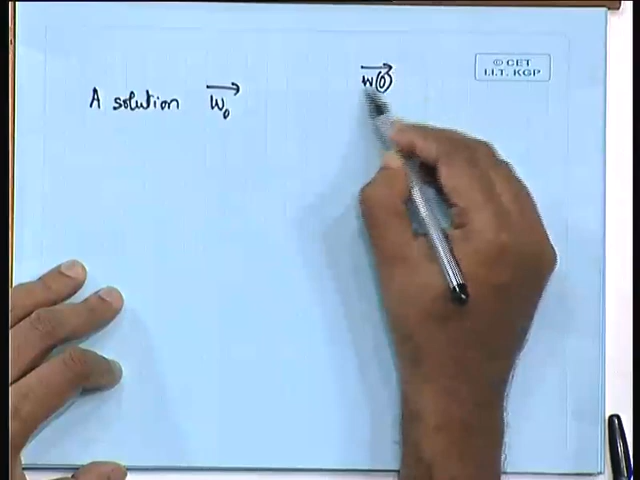 A solution w₀→
w(0)→
© CET
I.I.T. KGP